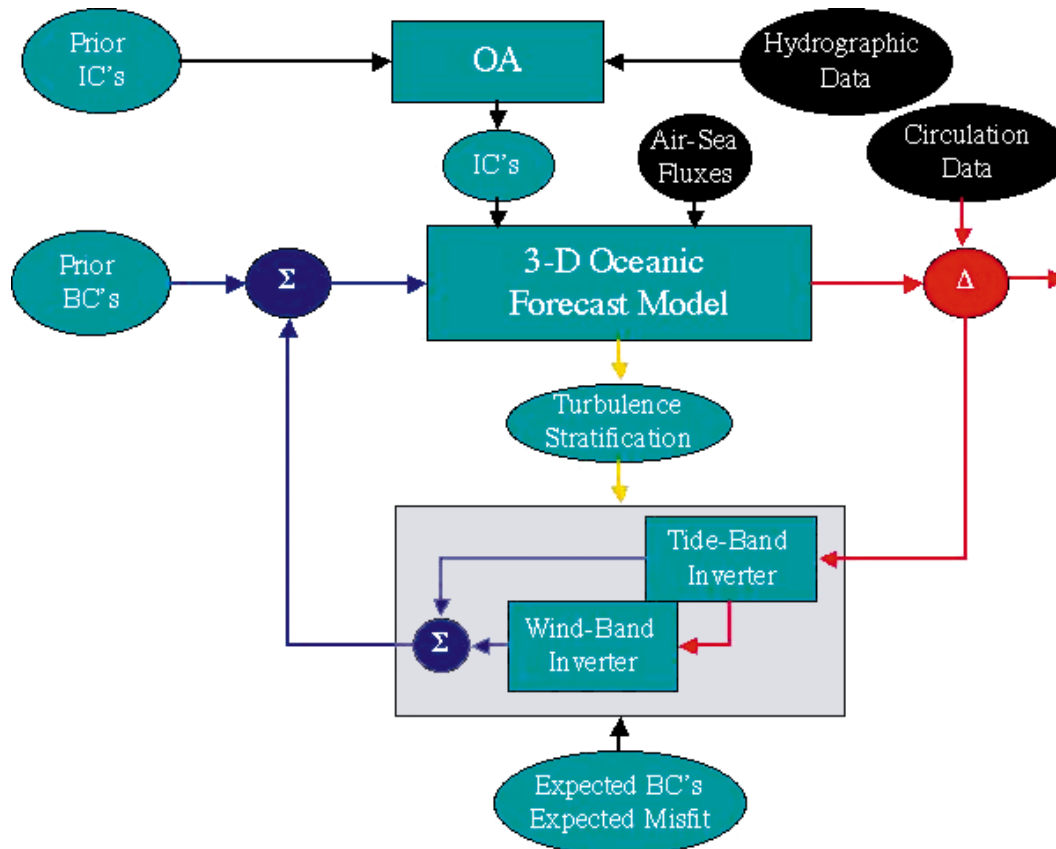 Prior
IC's
OA
Hydrographic
Data
IC's
Air-Sea
Fluxes
Circulation
Data
Prior
BC's
Σ
3-D Oceanic
Forecast Model
Δ
Turbulence
Stratification
Tide-Band
Inverter
Σ
Wind-Band
Inverter
Expected BC's
Expected Misfit